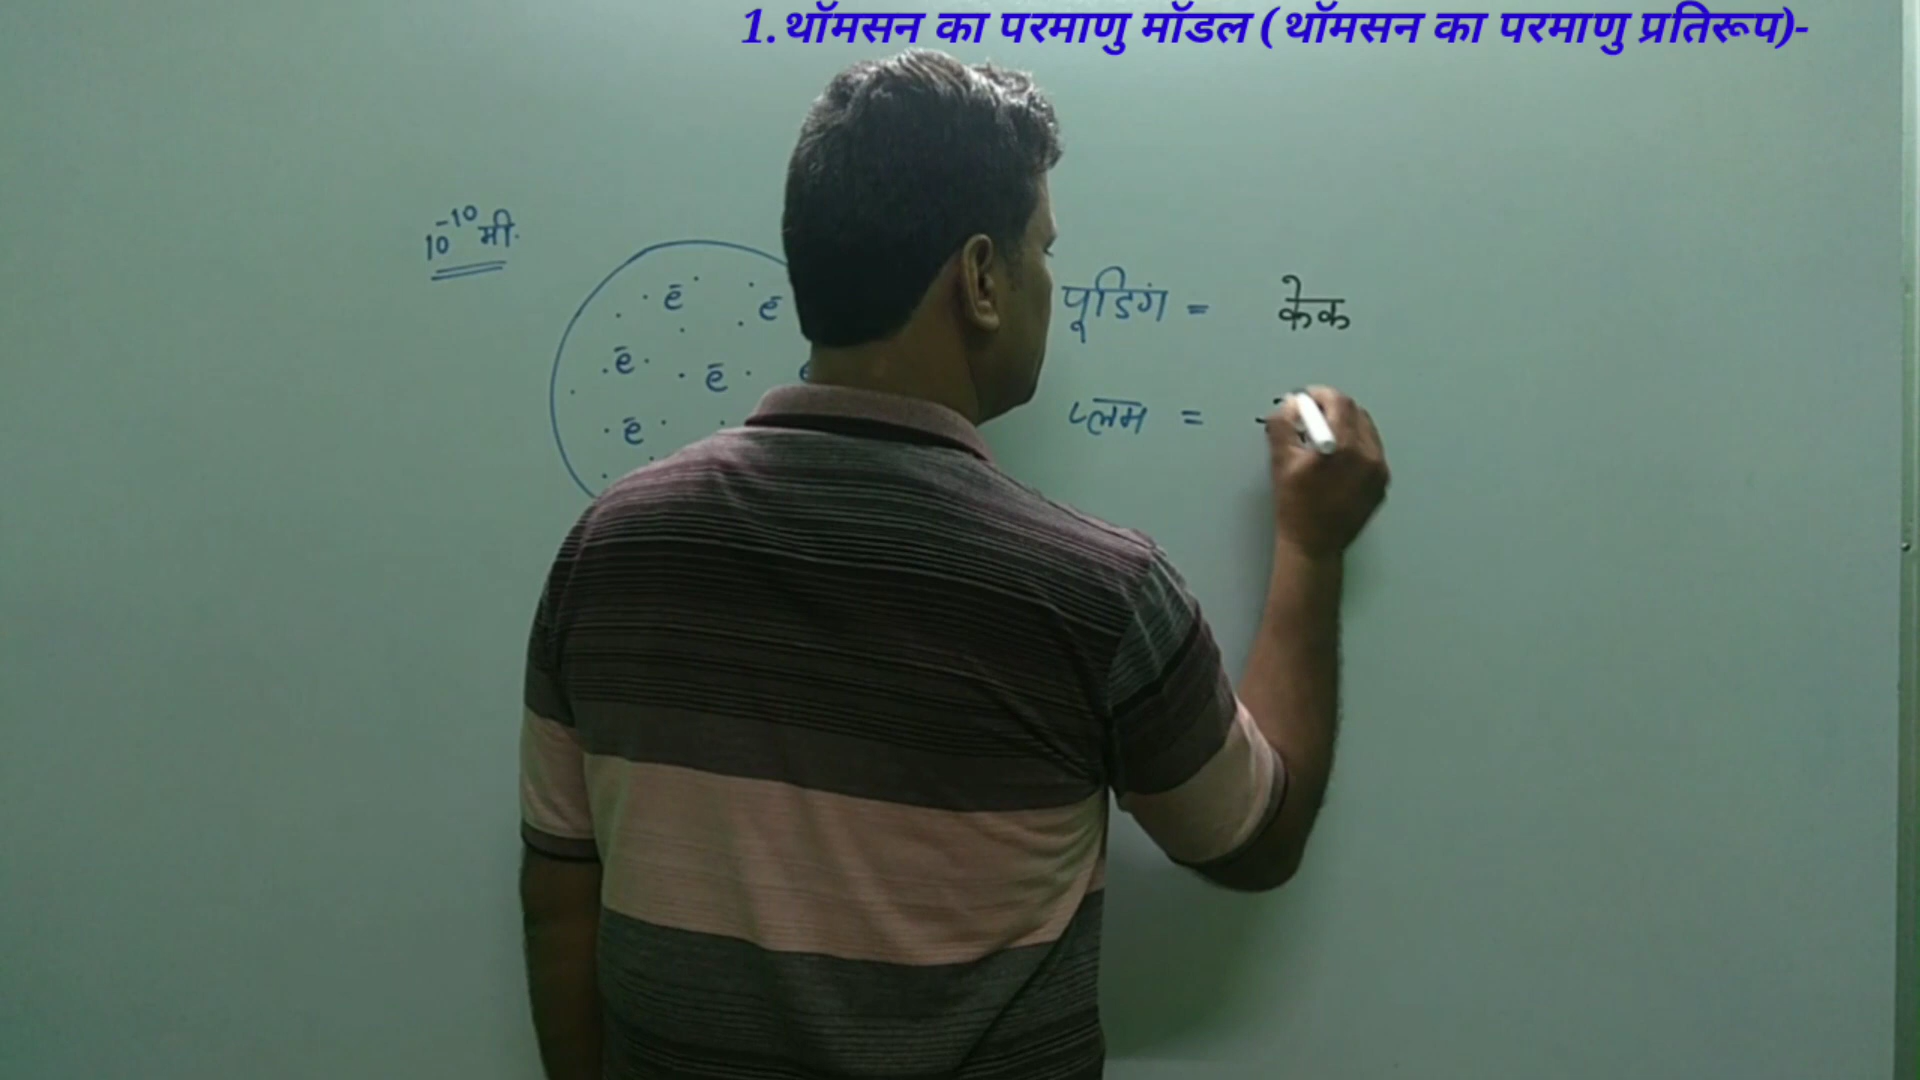 1. थॉमसन का परमाणु मॉडल ( थॉमसन का परमाणु प्रतिरूप)-
10⁻¹⁰ मी.
ē ē
ē ē
ē
पूडिंग = केक
प्लम =